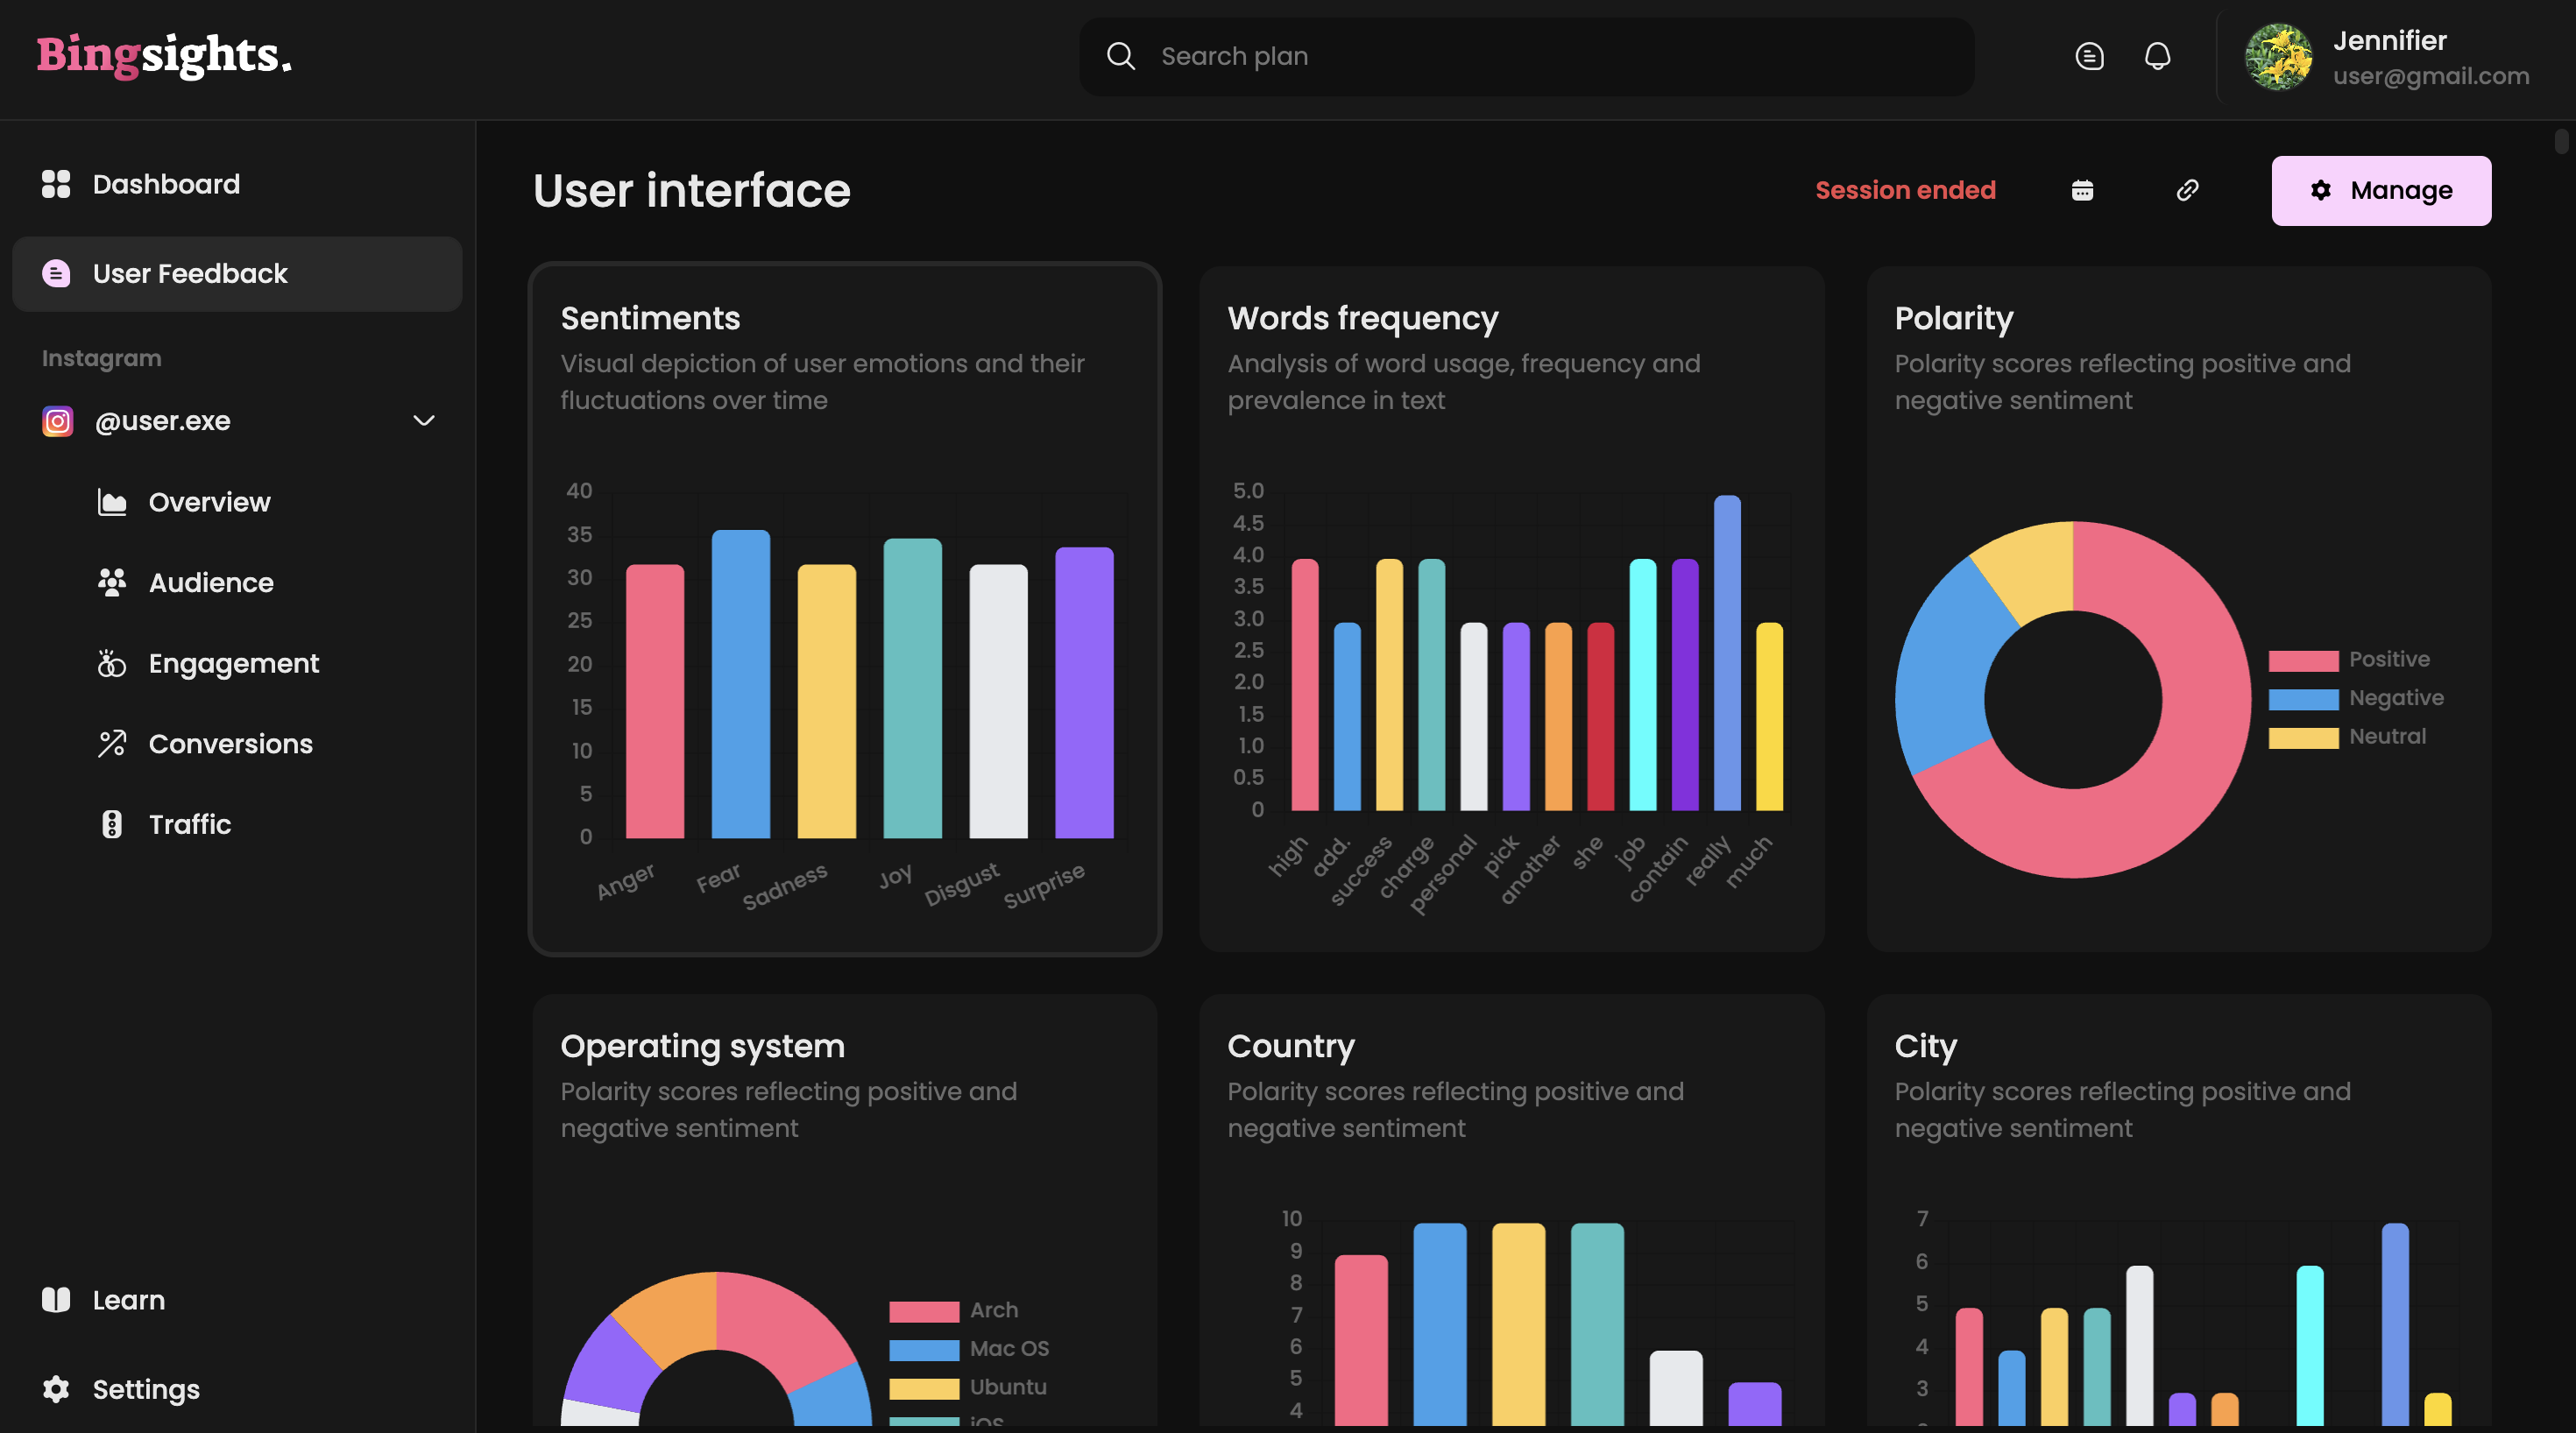 Bingsights.
Search plan
Jennifier
user@gmail.com
Dashboard
User Feedback
Instagram
@user.exe
Overview
Audience
Engagement
Conversions
Traffic
Learn
Settings
User interface
Session ended
Manage
Sentiments
Visual depiction of user emotions and their
fluctuations over time
40
35
30
25
20
15
10
5
0
Anger
Fear
Sadness
Joy
Disgust
Surprise
Words frequency
Analysis of word usage, frequency and
prevalence in text
5.0
4.5
4.0
3.5
3.0
2.5
2.0
1.5
1.0
0.5
0
high
add.
success
charge
personal
pick
another
she
job
contain
really
much
Polarity
Polarity scores reflecting positive and
negative sentiment
Positive
Negative
Neutral
Operating system
Polarity scores reflecting positive and
negative sentiment
Arch
Mac OS
Ubuntu
iOS
Country
Polarity scores reflecting positive and
negative sentiment
10
9
8
7
6
5
4
City
Polarity scores reflecting positive and
negative sentiment
7
6
5
4
3